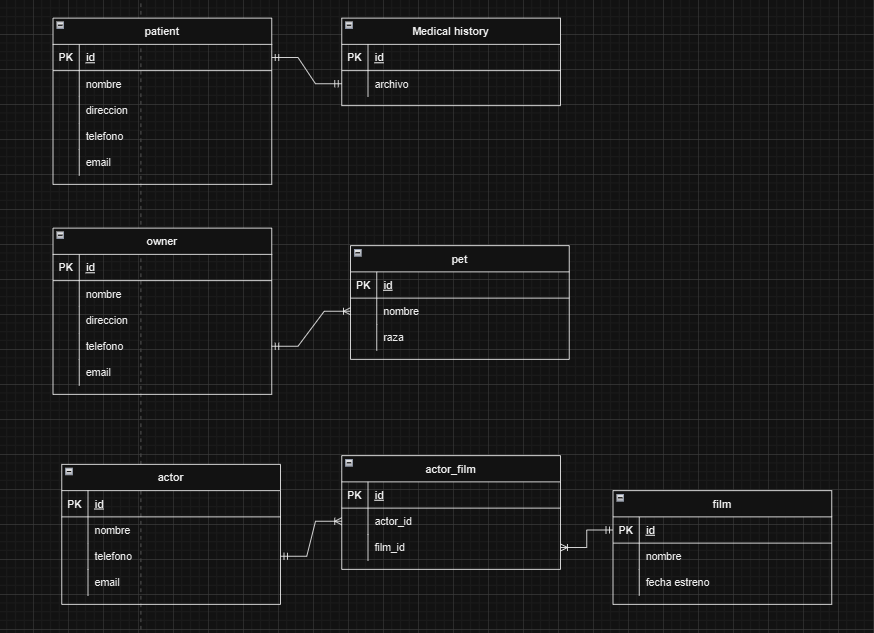 patient
PK id
nombre
direccion
telefono
email
Medical history
PK id
archivo
owner
PK id
nombre
direccion
telefono
email
pet
PK id
nombre
raza
actor
PK id
nombre
telefono
email
actor_film
PK id
actor_id
film_id
film
PK id
nombre
fecha estreno